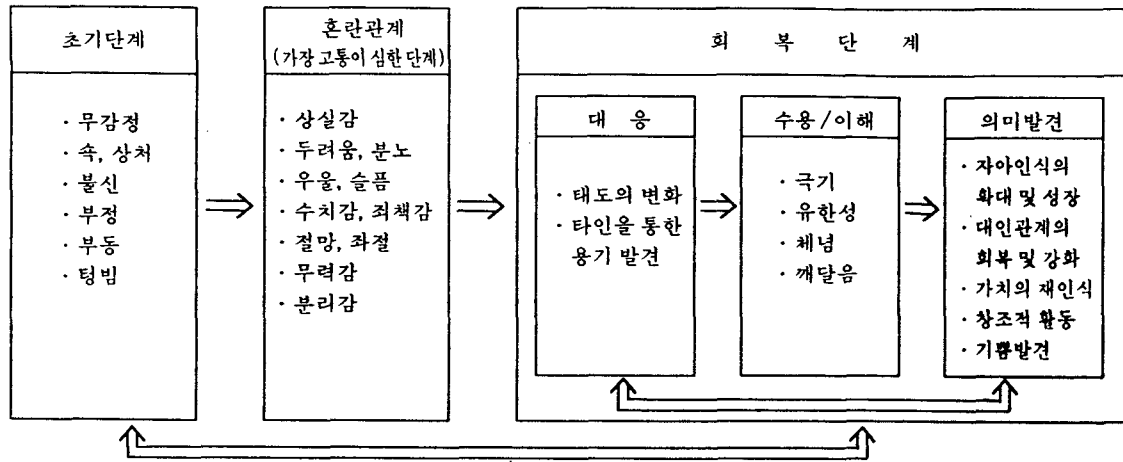 초기단계
· 무감정
· 속, 상처
· 불신
· 부정
· 부동
· 텅빔
혼란관계
(가장 고통이 심한 단계)
· 상실감
· 두려움, 분노
· 우울, 슬픔
· 수치감, 죄책감
· 절망, 좌절
· 무력감
· 분리감
회 복 단 계
대 응
· 태도의 변화
· 타인을 통한
용기 발견
수용/이해
· 극기
· 유한성
· 체념
· 깨달음
의미발견
· 자아인식의
확대 및 성장
· 대인관계의
회복 및 강화
· 가치의 재인식
· 창조적 활동
· 기쁨발견